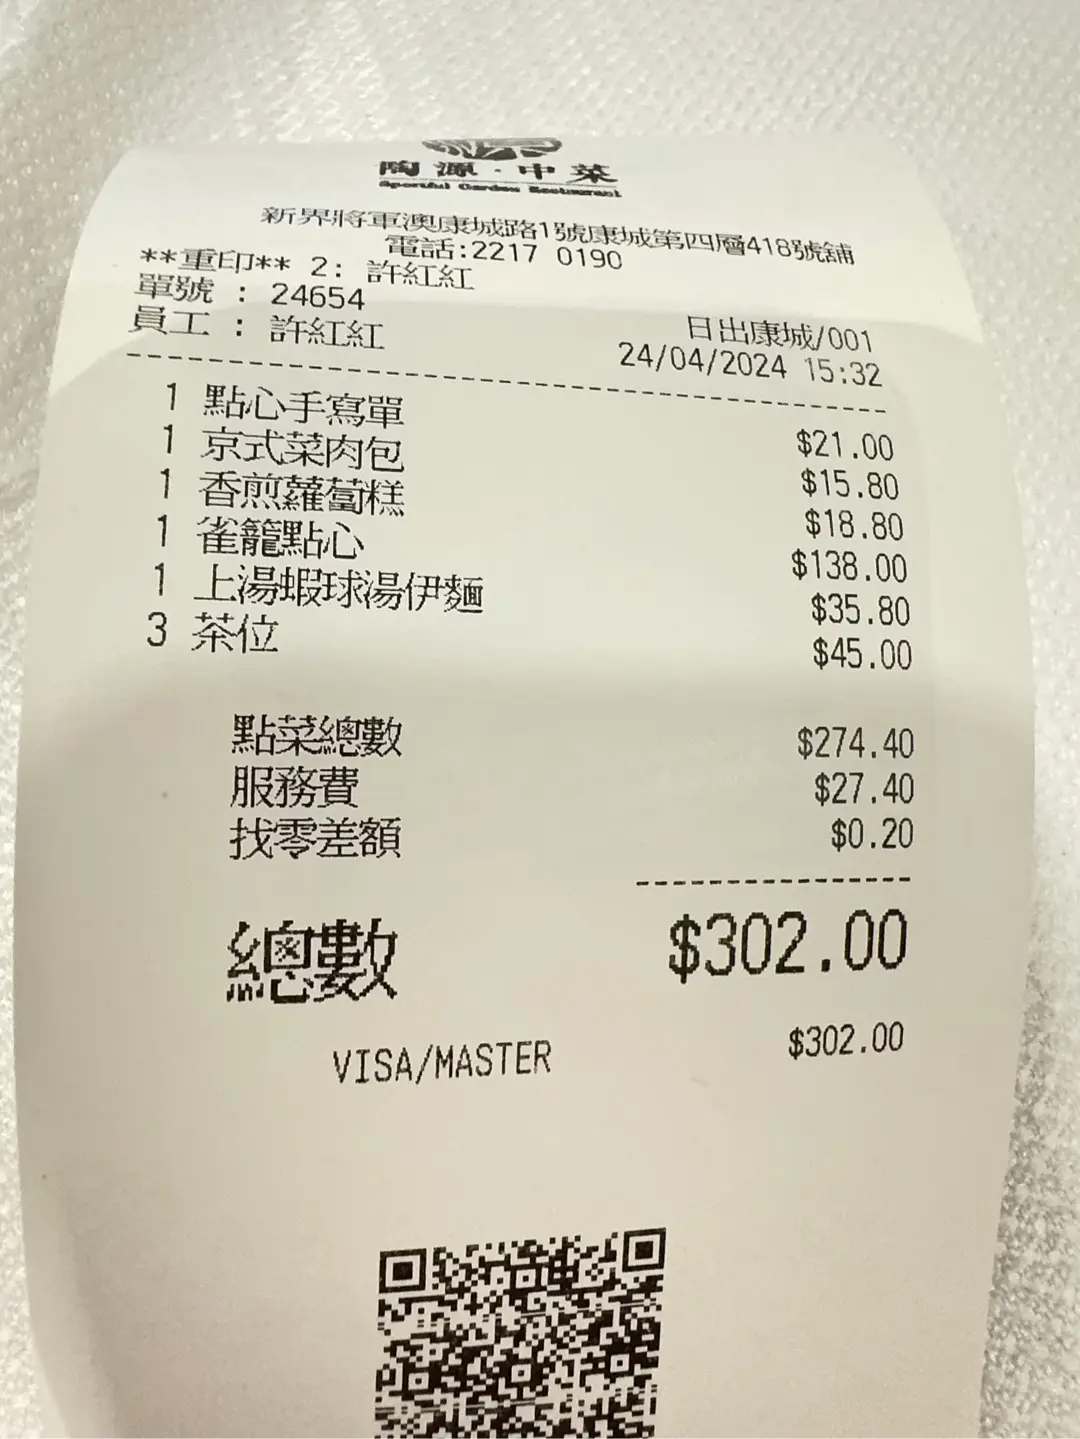 陶源·中菜
Sportful Garden Restaurant
新界將軍澳康城路1號康城第四層418號舖
電話:2217 0190
**重印** 2: 許紅紅
單號 : 24654
日出康城/001
員工 : 許紅紅
24/04/2024 15:32
1 點心手寫單 $21.00
1 京式菜肉包 $15.80
1 香煎蘿蔔糕 $18.80
1 雀籠點心 $138.00
1 上湯蝦球湯伊麵 $35.80
3 茶位 $45.00
點菜總數 $274.40
服務費 $27.40
找零差額 $0.20
總數 $302.00
VISA/MASTER $302.00